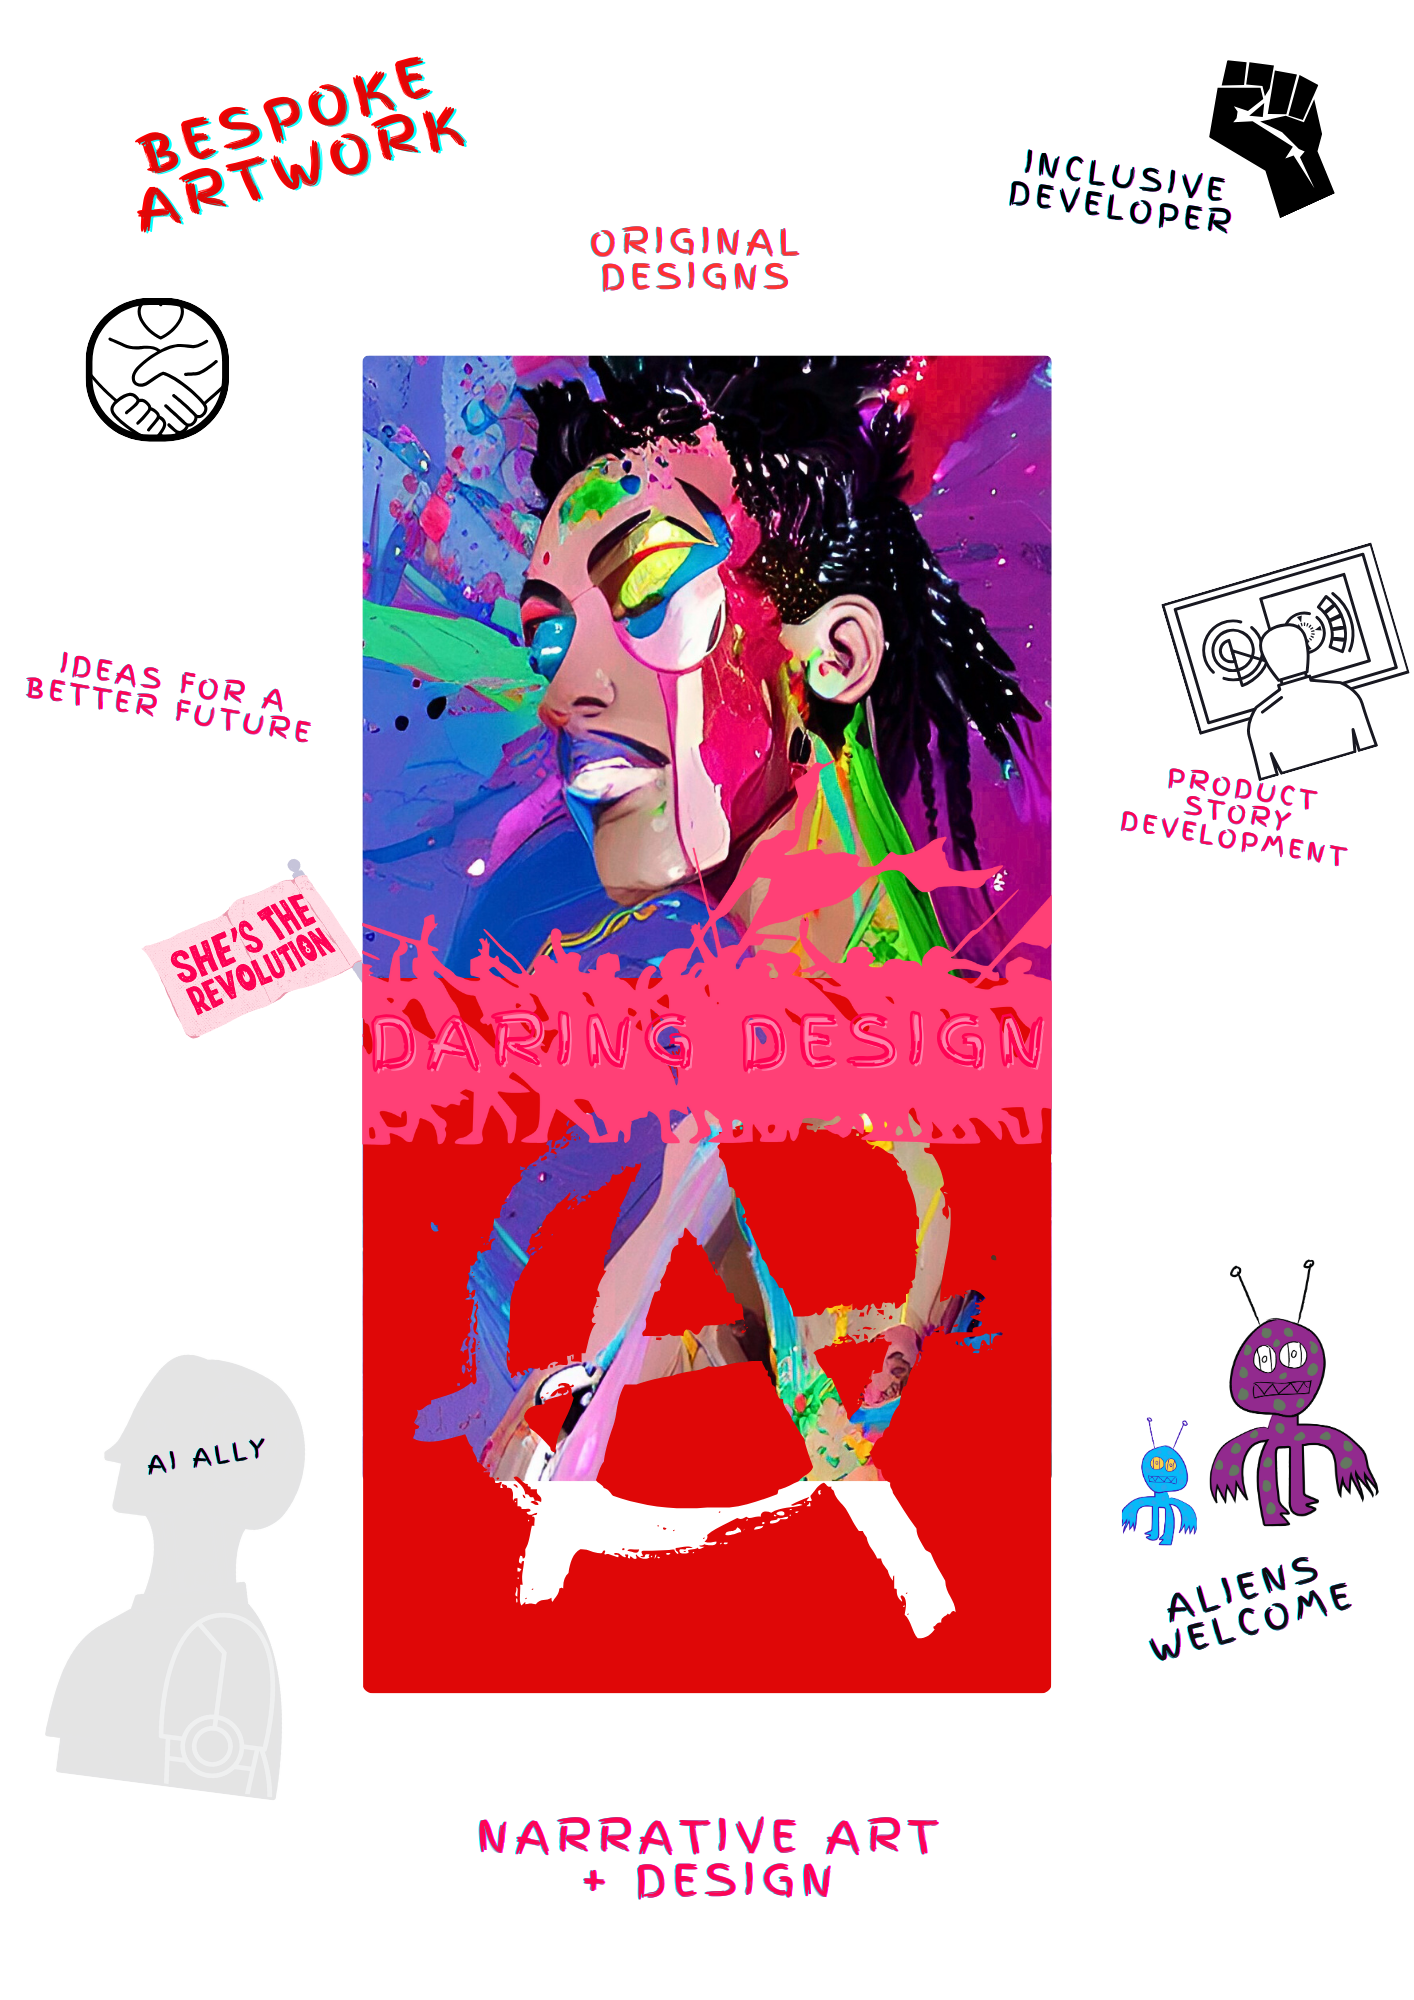 BESPOKE
ARTWORK
INCLUSIVE
DEVELOPER
ORIGINAL
DESIGNS
IDEAS FOR A
BETTER FUTURE
PRODUCT
STORY
DEVELOPMENT
SHE'S THE
REVOLUTION
DARING DESIGN
AI ALLY
ALIENS
WELCOME
NARRATIVE ART
+ DESIGN